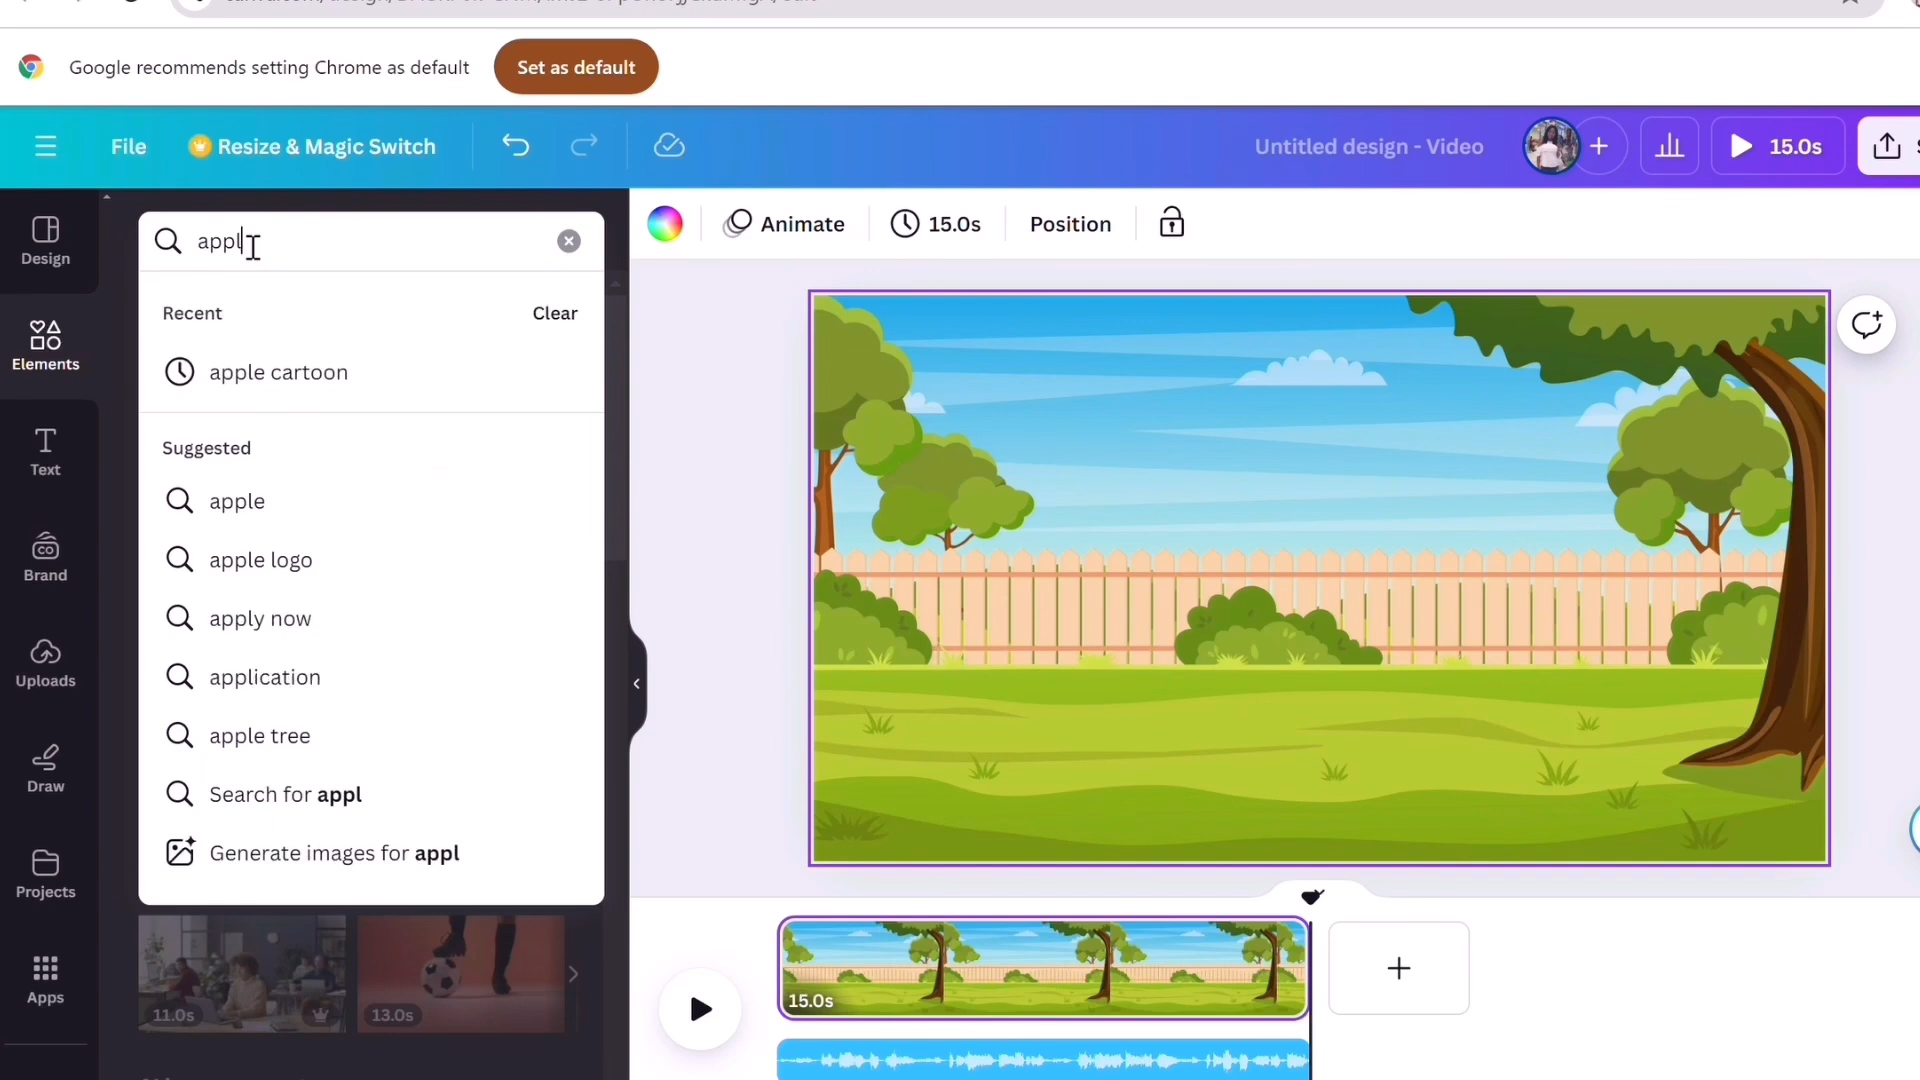 Google recommends setting Chrome as default
Set as default
File
Resize & Magic Switch
Untitled design - Video
15.0s
Design
Elements
Text
Brand
Uploads
Draw
Projects
Apps
appl
Recent
Clear
apple cartoon
Suggested
apple
apple logo
apply now
application
apple tree
Search for appl
Generate images for appl
11.0s
13.0s
Animate
15.0s
Position
15.0s